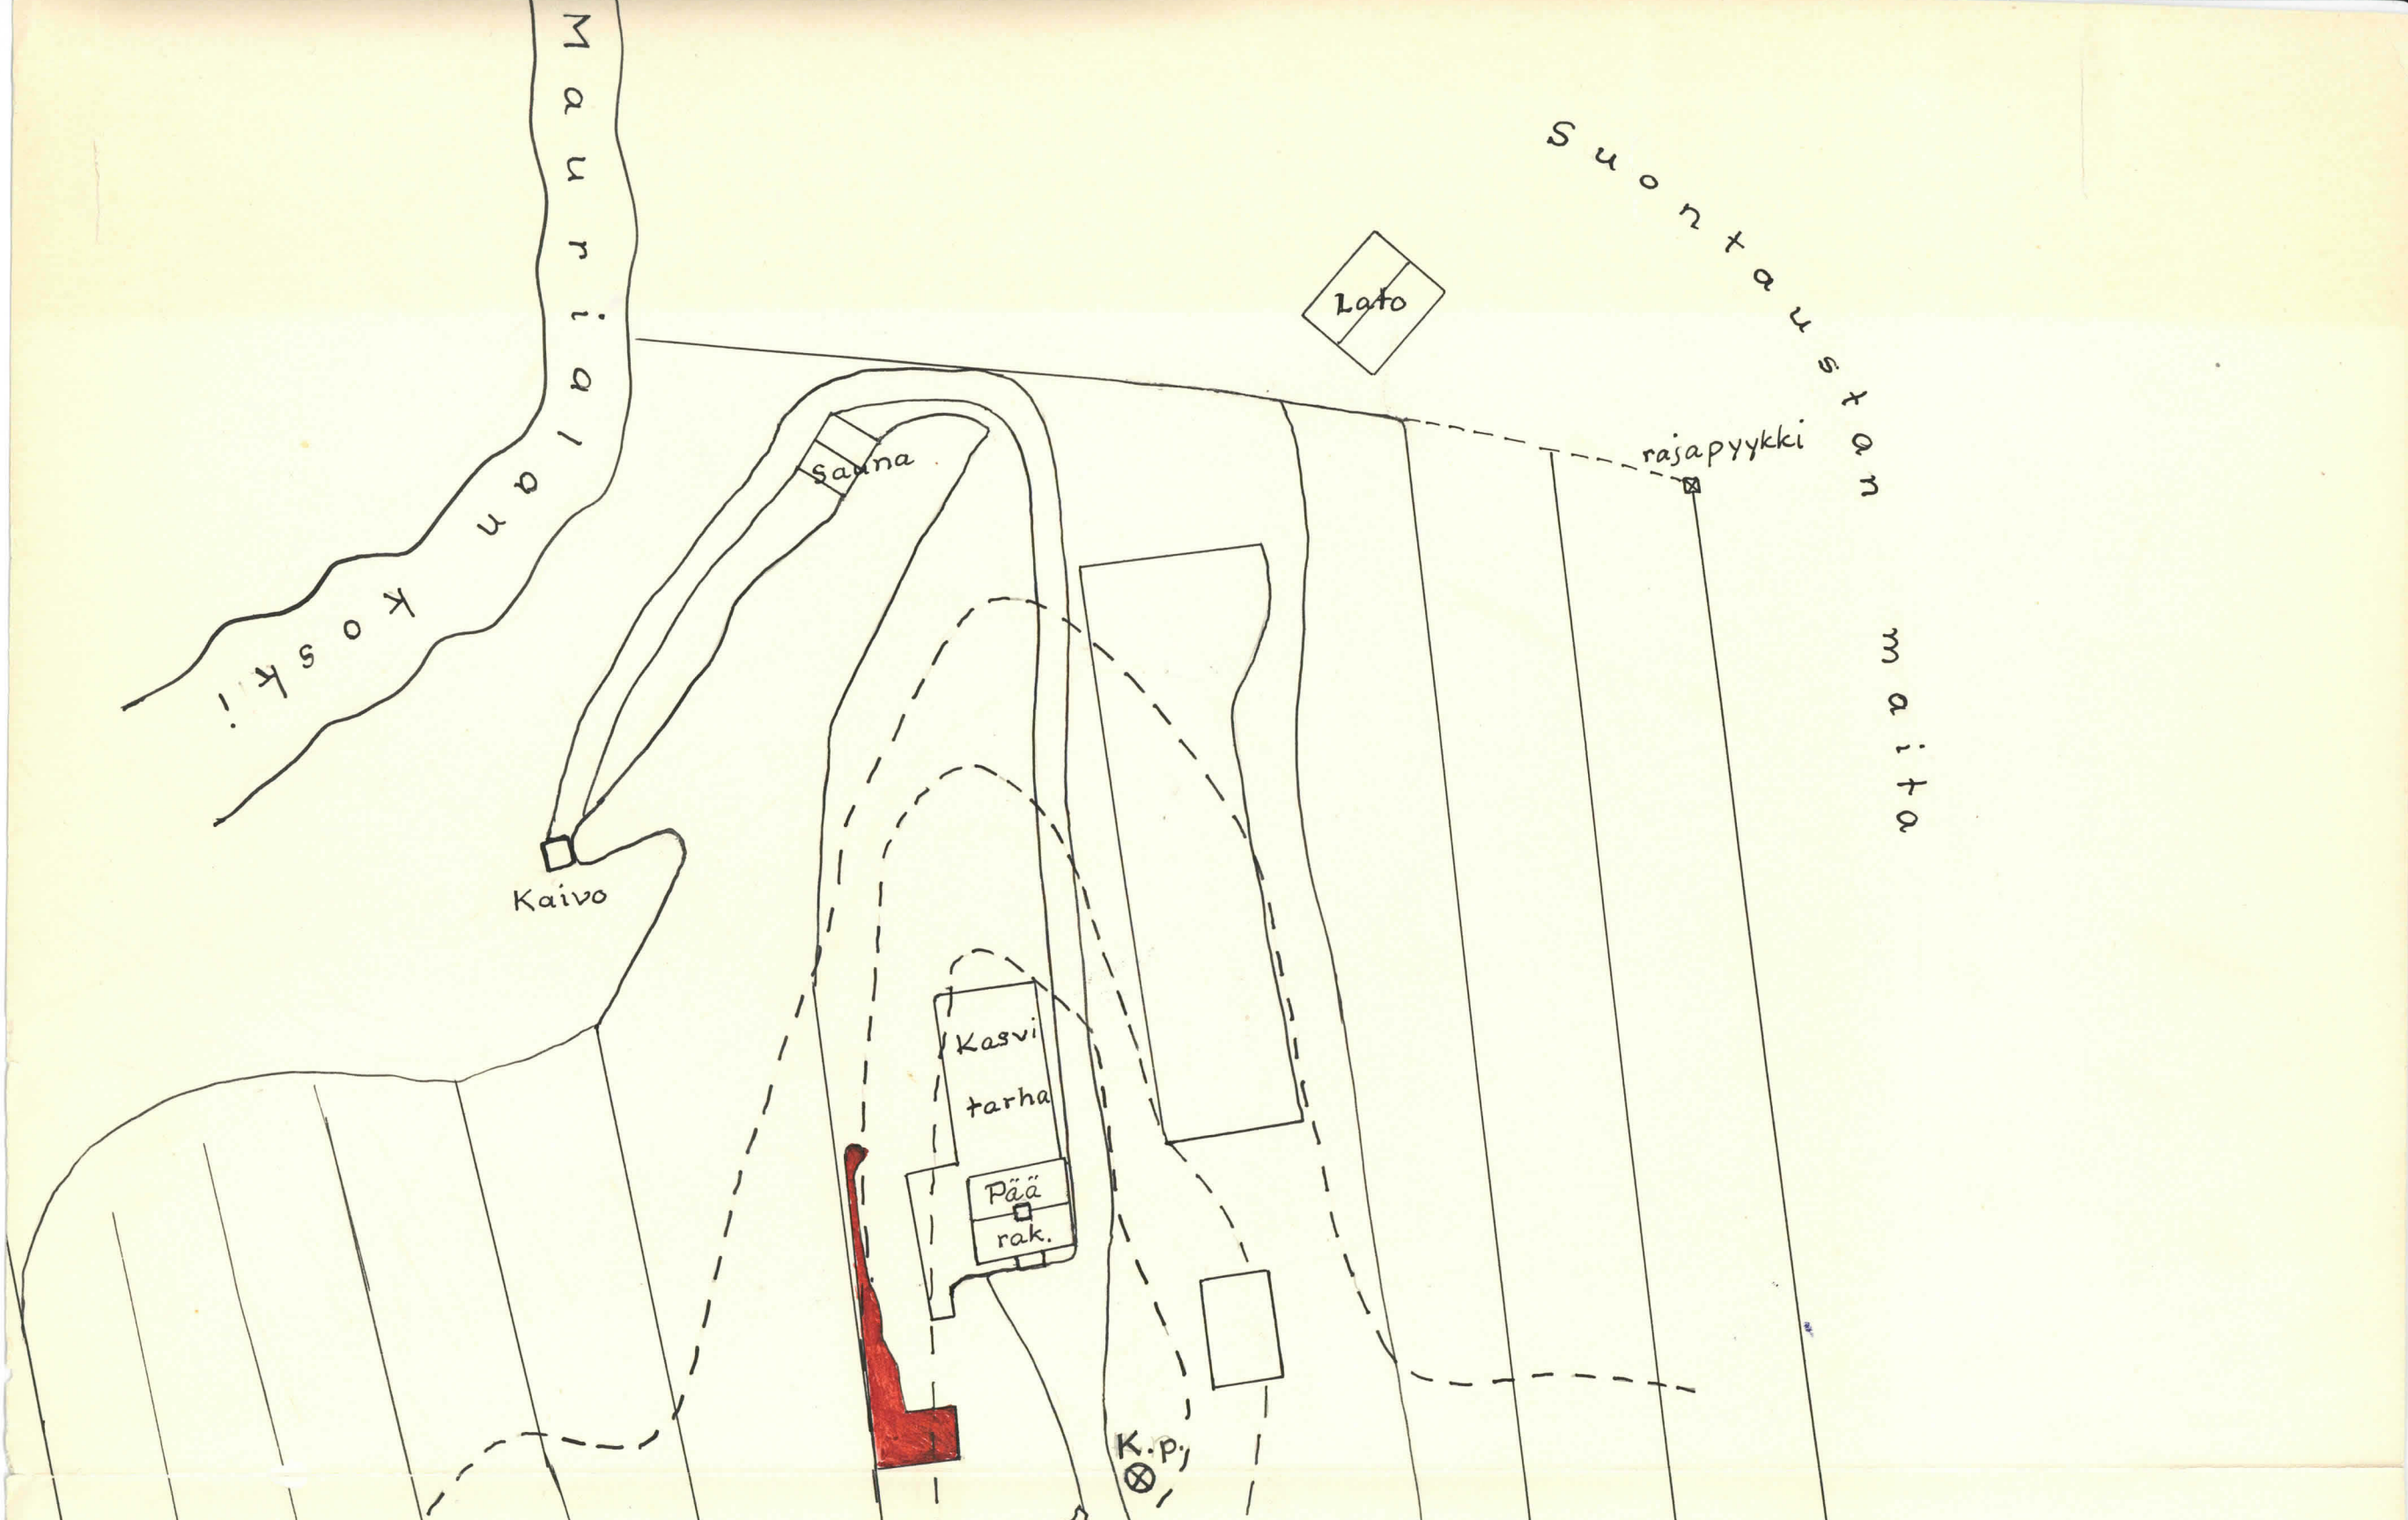 Maurialan Koski
Suontaustan maita
Lato
rajapyykki
Sauna
Kaivo
Kasvi
tarha
Pää
rak.
K.p.